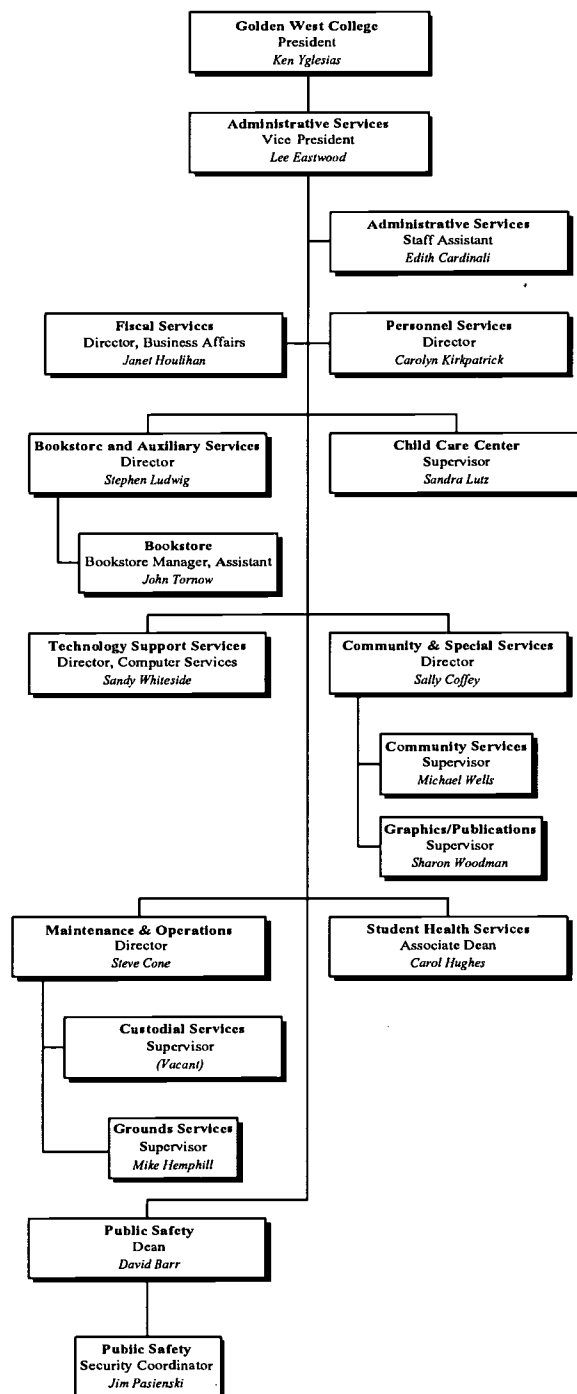 Golden West College
President
Ken Yglesias
Administrative Services
Vice President
Lee Eastwood
Administrative Services
Staff Assistant
Edith Cardinali
Fiscal Services
Director, Business Affairs
Janet Houlihan
Personnel Services
Director
Carolyn Kirkpatrick
Bookstore and Auxiliary Services
Director
Stephen Ludwig
Child Care Center
Supervisor
Sandra Lutz
Bookstore
Bookstore Manager, Assistant
John Tornow
Technology Support Services
Director, Computer Services
Sandy Whiteside
Community & Special Services
Director
Sally Coffey
Community Services
Supervisor
Michael Wells
Graphics/Publications
Supervisor
Sharon Woodman
Maintenance & Operations
Director
Steve Cone
Student Health Services
Associate Dean
Carol Hughes
Custodial Services
Supervisor
(Vacant)
Grounds Services
Supervisor
Mike Hemphill
Public Safety
Dean
David Barr
Public Safety
Security Coordinator
Jim Pasienski